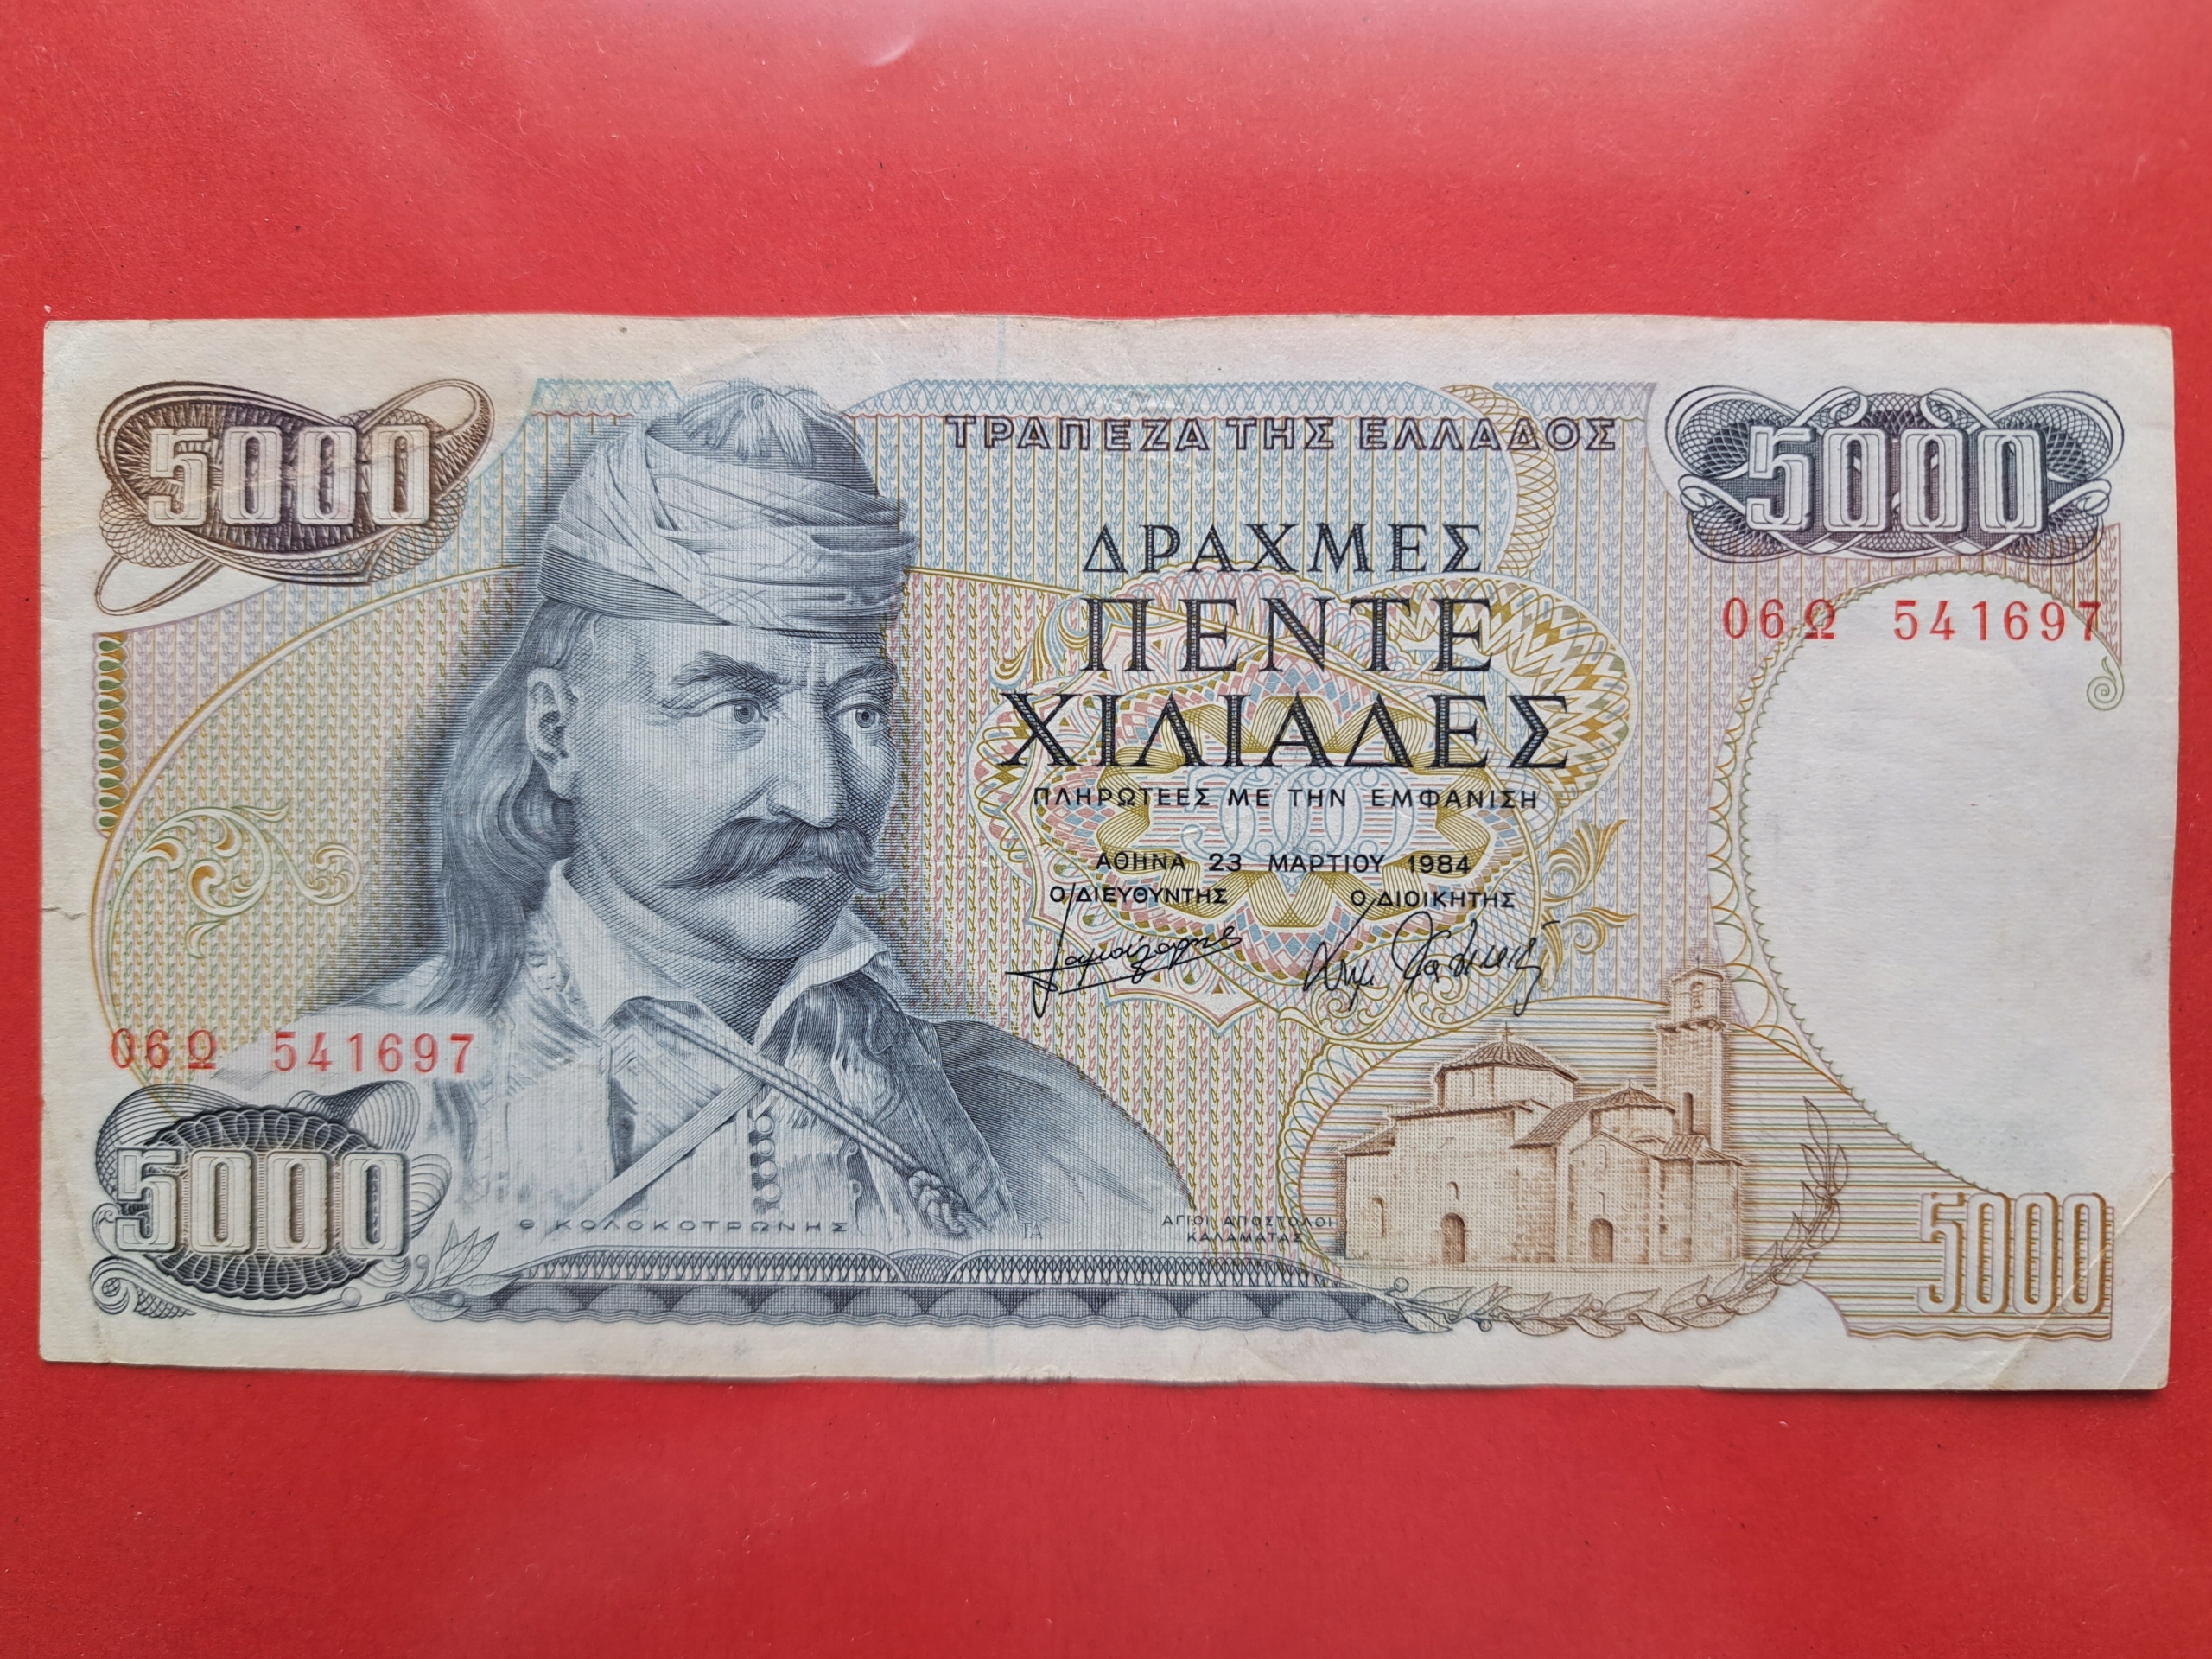 5000
ΤΡΑΠΕΖΑ ΤΗΣ ΕΛΛΑΔΟΣ
5000
ΔΡΑΧΜΕΣ
ΠΕΝΤΕ
ΧΙΛΙΑΔΕΣ
06Ω 541697
5000
ΠΛΗΡΩΤΕΕΣ ΜΕ ΤΗΝ ΕΜΦΑΝΙΣΗ
ΑΘΗΝΑ 23 ΜΑΡΤΙΟΥ 1984
Ο ΔΙΕΥΘΥΝΤΗΣ Ο ΔΙΟΙΚΗΤΗΣ
06Ω 541697
5000
Θ ΚΟΛΟΚΟΤΡΩΝΗΣ
ΑΓΙΟΙ ΑΠΟΣΤΟΛΟΙ
ΚΑΛΑΜΑΤΑΣ
5000